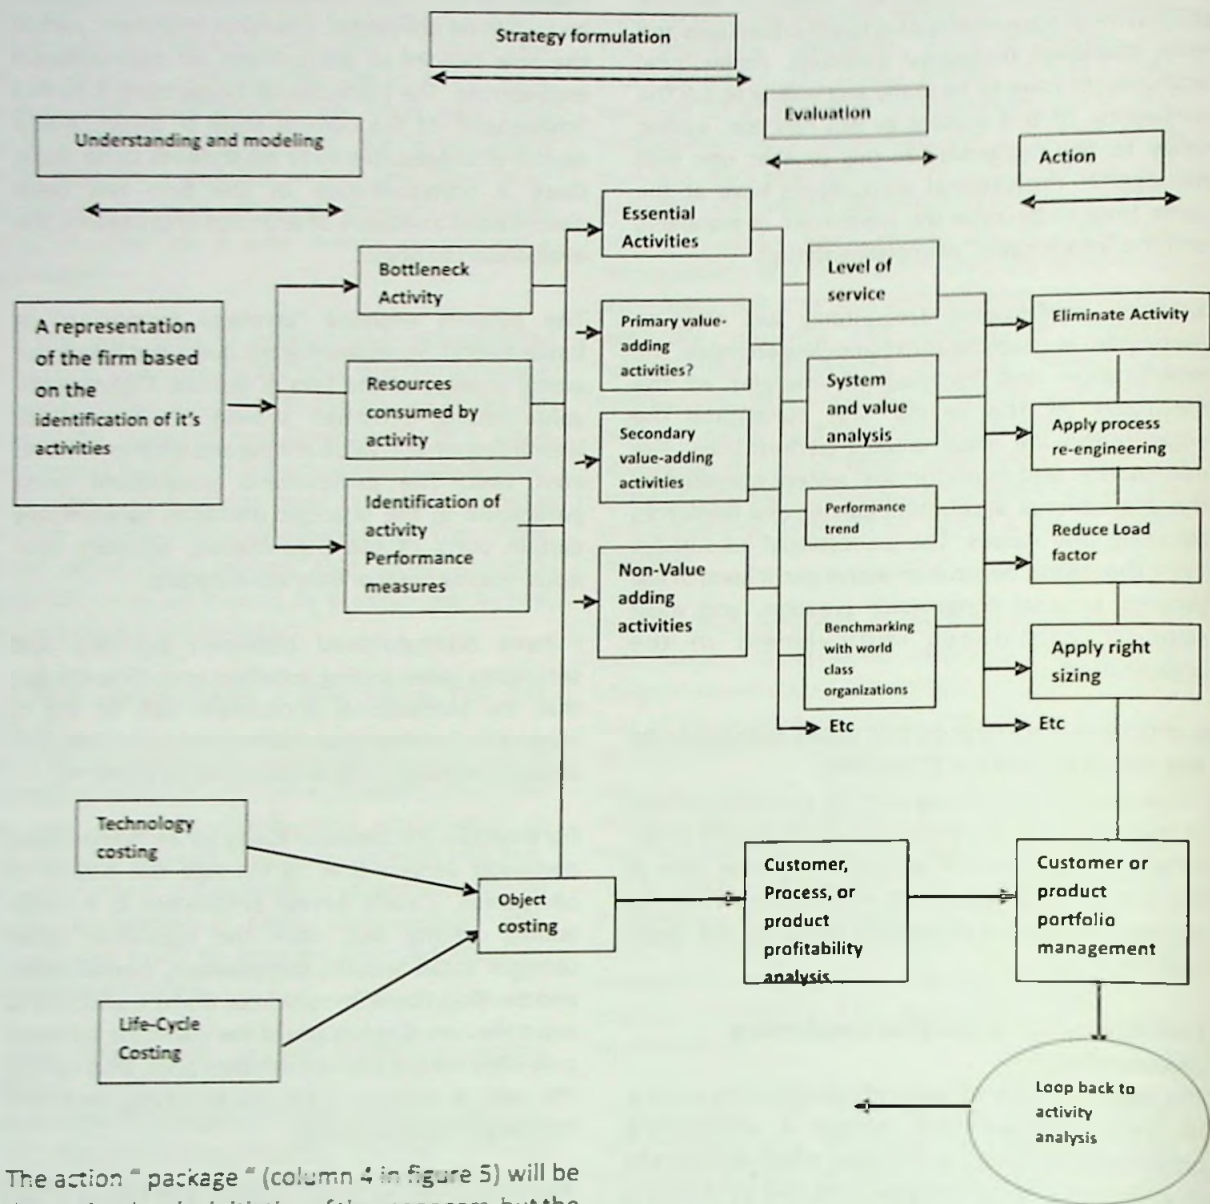 Strategy formulation
Evaluation
Understanding and modeling
Action
A representation
of the firm based
on the
identification of it's
activities
Bottleneck
Activity
Resources
consumed by
activity
Identification of
activity
Performance
measures
Essential
Activities
Primary value-
adding
activities?
Secondary
value-adding
activities
Non-Value
adding
activities
Level of
service
System
and value
analysis
Performance
trend
Benchmarking
with world
class
organizations
Etc
Eliminate Activity
Apply process
re-engineering
Reduce Load
factor
Apply right
sizing
Etc
Technology
costing
Life-Cycle
Costing
Object
costing
Customer,
Process, or
product
profitability
analysis
Customer or
product
portfolio
management
Loop back to
activity
analysis
The action " package " (column 4 in figure 5) will be